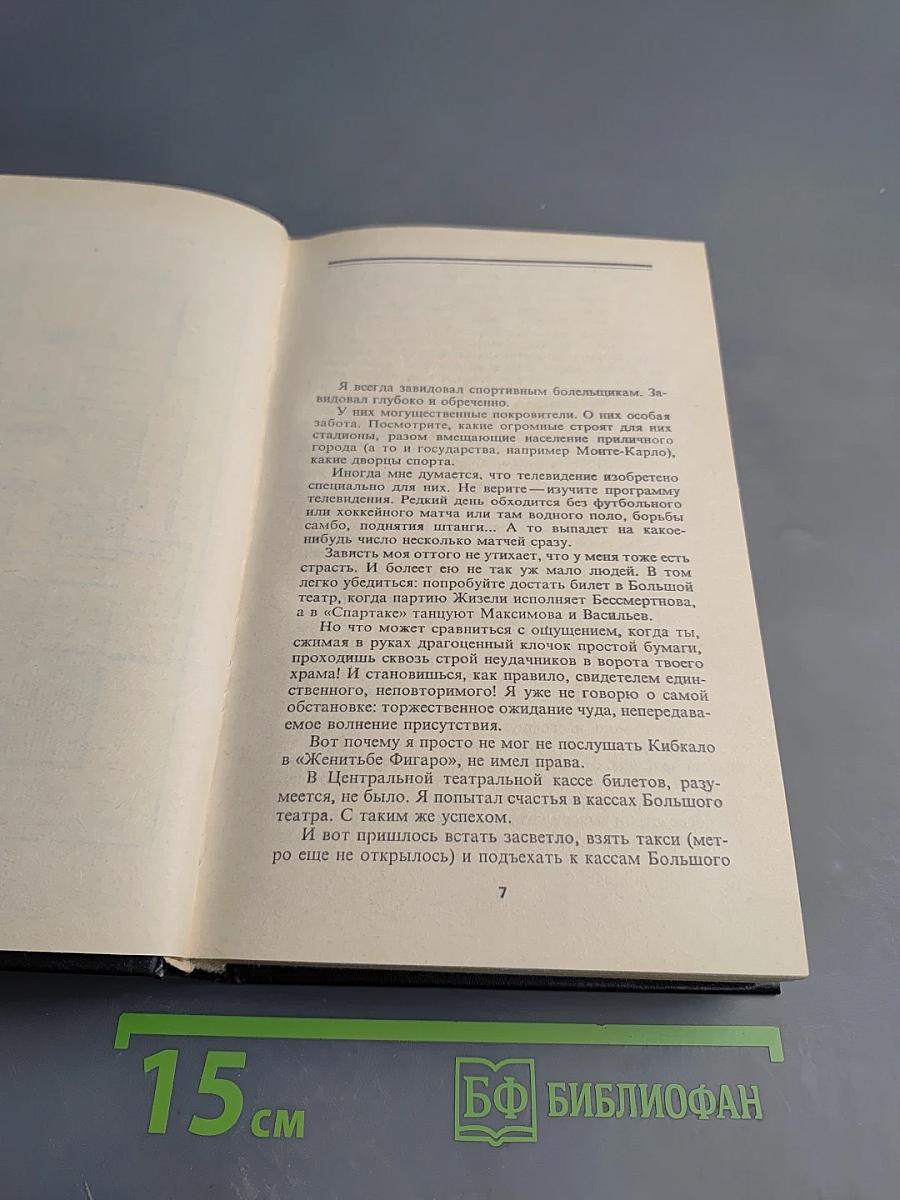 Я всегда завидовал спортивным болельщикам. За-
видовал глубоко и обреченно.
У них могущественные покровители. О них особая
забота. Посмотрите, какие огромные строят для них
стадионы, разом вмещающие население приличного
города (а то и государства, например Монте-Карло),
какие дворцы спорта.
Иногда мне думается, что телевидение изобретено
специально для них. Не верите — изучите программу
телевидения. Редкий день обходится без футбольного
или хоккейного матча или там водного поло, борьбы
самбо, поднятия штанги... А то выпадет на какое-
нибудь число несколько матчей сразу.
Зависть моя оттого не утихает, что у меня тоже есть
страсть. И болеет ею не так уж мало людей. В том
легко убедиться: попробуйте достать билет в Большой
театр, когда партию Жизели исполняет Бессмертнова,
а в «Спартаке» танцуют Максимова и Васильев.
Но что может сравниться с ощущением, когда ты,
сжимая в руках драгоценный клочок простой бумаги,
проходишь сквозь строй неудачников в ворота твоего
храма! И становишься, как правило, свидетелем един-
ственного, неповторимого! Я уже не говорю о самой
обстановке: торжественное ожидание чуда, непередава-
емое волнение присутствия.
Вот почему я просто не мог не послушать Кибкало
в «Женитьбе Фигаро», не имел права.
В Центральной театральной кассе билетов, разу-
меется, не было. Я попытал счастья в кассах Большого
театра. С таким же успехом.
И вот пришлось встать засветло, взять такси (мет-
ро еще не открылось) и подъехать к кассам Большого
7
15 см
БФ БИБЛИОФАН